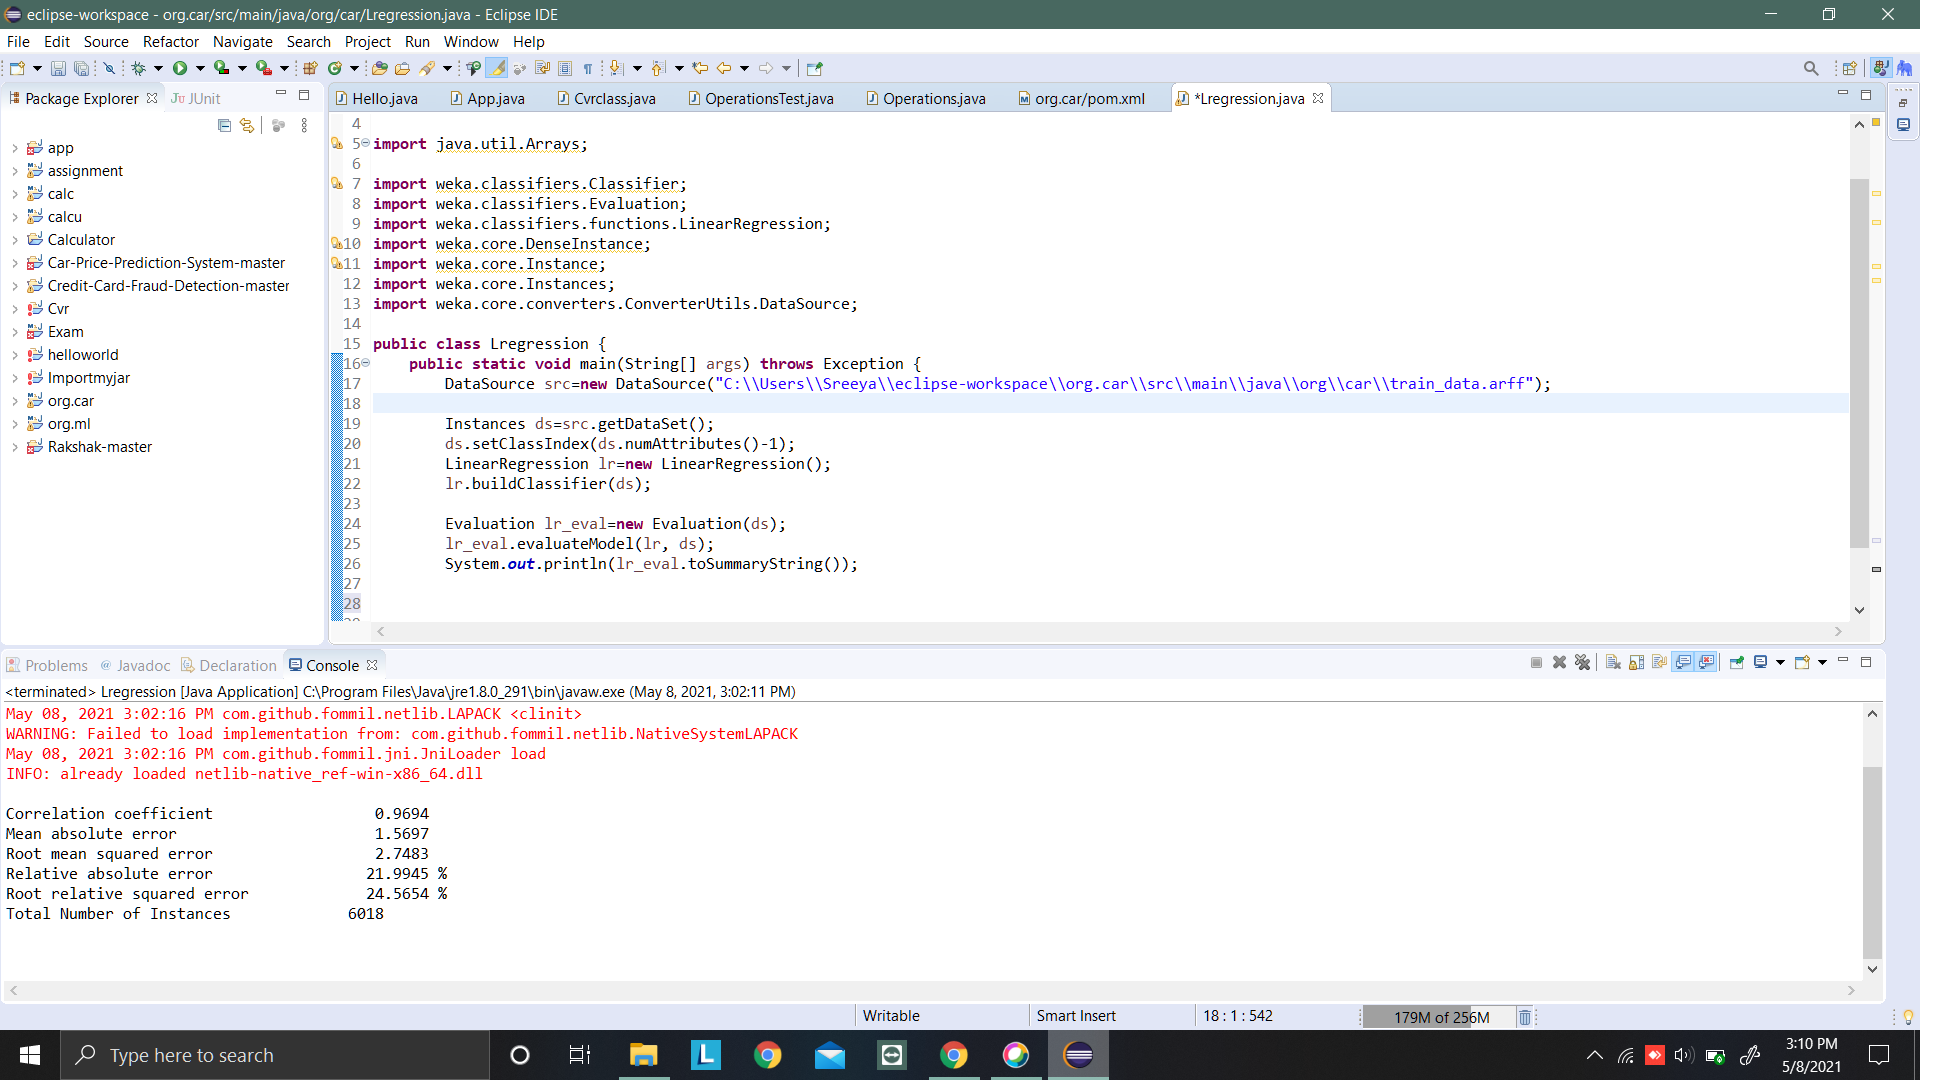 eclipse-workspace - org.car/src/main/java/org/car/Lregression.java - Eclipse IDE
File Edit Source Refactor Navigate Search Project Run Window Help
Package Explorer JUnit
Hello.java App.java Cvrclass.java OperationsTest.java Operations.java org.car/pom.xml *Lregression.java
app
assignment
calc
calcu
Calculator
Car-Price-Prediction-System-master
Credit-Card-Fraud-Detection-master
Cvr
Exam
helloworld
Importmyjar
org.car
org.ml
Rakshak-master
4
5 import java.util.Arrays;
6
7 import weka.classifiers.Classifier;
8 import weka.classifiers.Evaluation;
9 import weka.classifiers.functions.LinearRegression;
10 import weka.core.DenseInstance;
11 import weka.core.Instance;
12 import weka.core.Instances;
13 import weka.core.converters.ConverterUtils.DataSource;
14
15 public class Lregression {
16 public static void main(String[] args) throws Exception {
17 DataSource src=new DataSource("C:\\Users\\Sreeya\\eclipse-workspace\\org.car\\src\\main\\java\\org\\car\\train_data.arff");
18
19 Instances ds=src.getDataSet();
20 ds.setClassIndex(ds.numAttributes()-1);
21 LinearRegression lr=new LinearRegression();
22 lr.buildClassifier(ds);
23
24 Evaluation lr_eval=new Evaluation(ds);
25 lr_eval.evaluateModel(lr, ds);
26 System.out.println(lr_eval.toSummaryString());
27
28
Problems @ Javadoc Declaration Console
<terminated> Lregression [Java Application] C:\Program Files\Java\jre1.8.0_291\bin\javaw.exe (May 8, 2021, 3:02:11 PM)
May 08, 2021 3:02:16 PM com.github.fommil.netlib.LAPACK <clinit>
WARNING: Failed to load implementation from: com.github.fommil.netlib.NativeSystemLAPACK
May 08, 2021 3:02:16 PM com.github.fommil.jni.JniLoader load
INFO: already loaded netlib-native_ref-win-x86_64.dll
Correlation coefficient 0.9694
Mean absolute error 1.5697
Root mean squared error 2.7483
Relative absolute error 21.9945 %
Root relative squared error 24.5654 %
Total Number of Instances 6018
Writable Smart Insert 18 : 1 : 542 179M of 256M
Type here to search
3:10 PM
5/8/2021